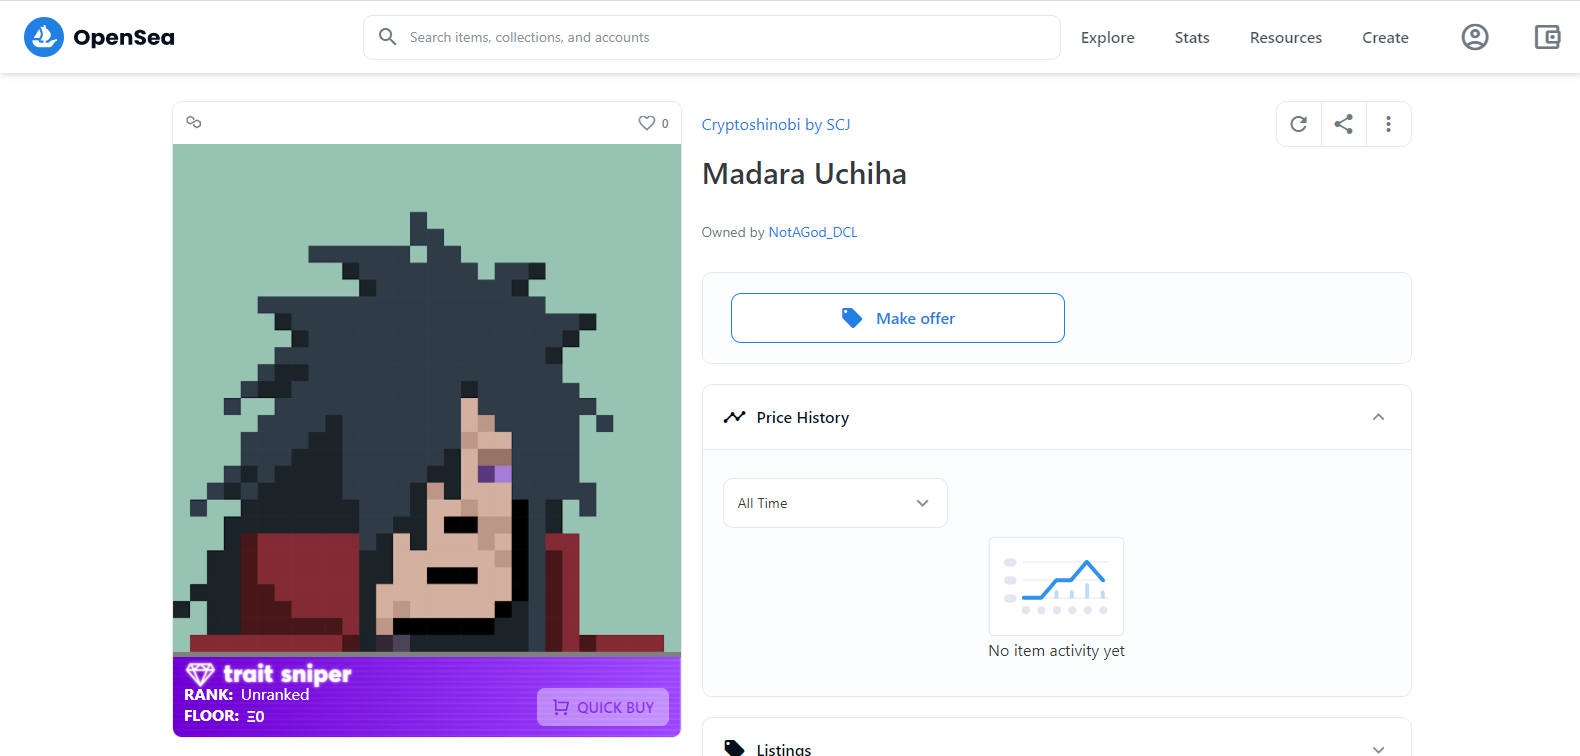 OpenSea
Search items, collections, and accounts
Explore
Stats
Resources
Create
0
Cryptoshinobi by SCJ
Madara Uchiha
Owned by NotAGod_DCL
Make offer
Price History
All Time
No item activity yet
trait sniper
RANK: Unranked
FLOOR: Ξ0
QUICK BUY
Listings